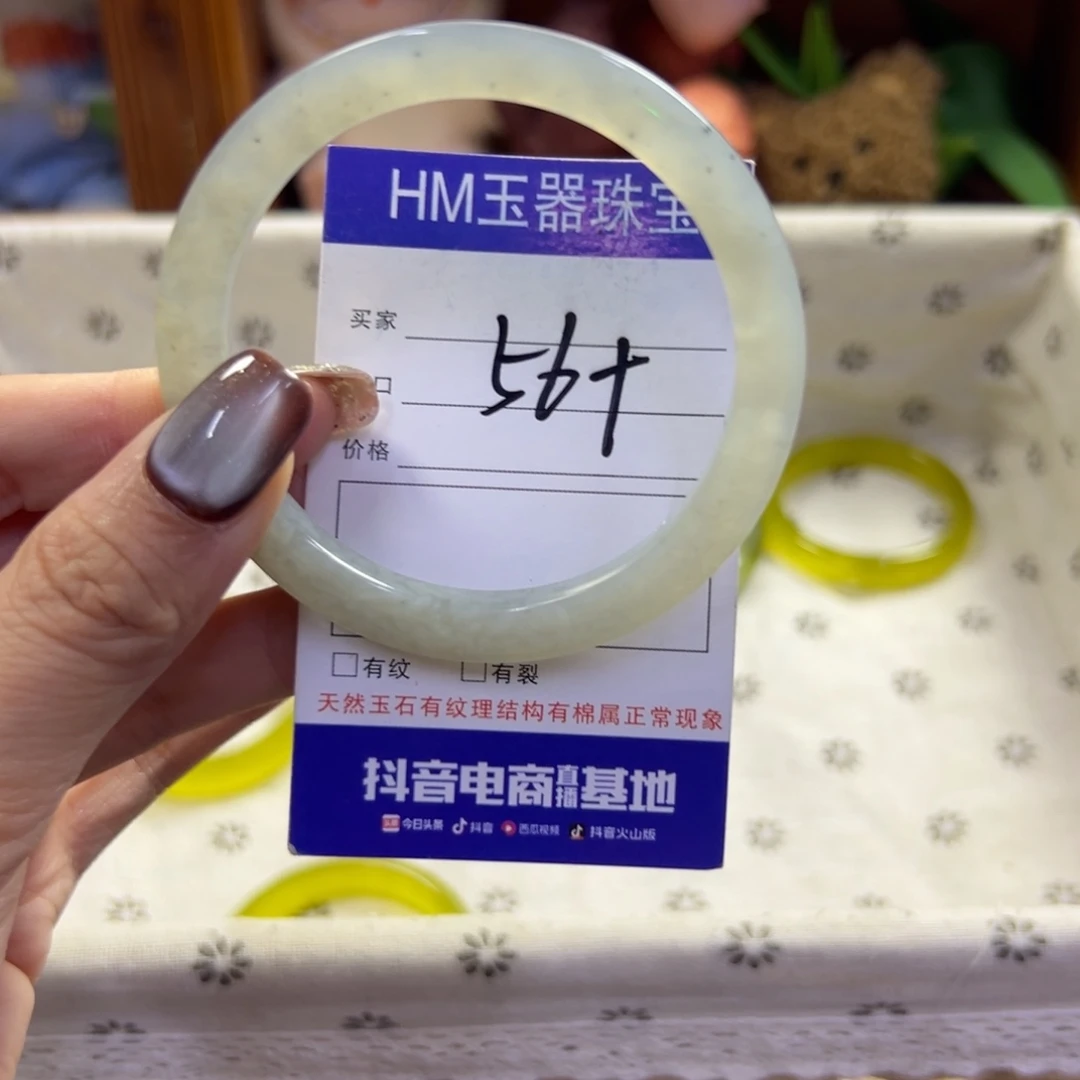 HM玉器珠宝
买家
56+
口
价格
□有纹 □有裂
天然玉石有纹理结构有棉属正常现象
抖音电商直播基地
今日头条 抖音 西瓜视频 抖音火山版